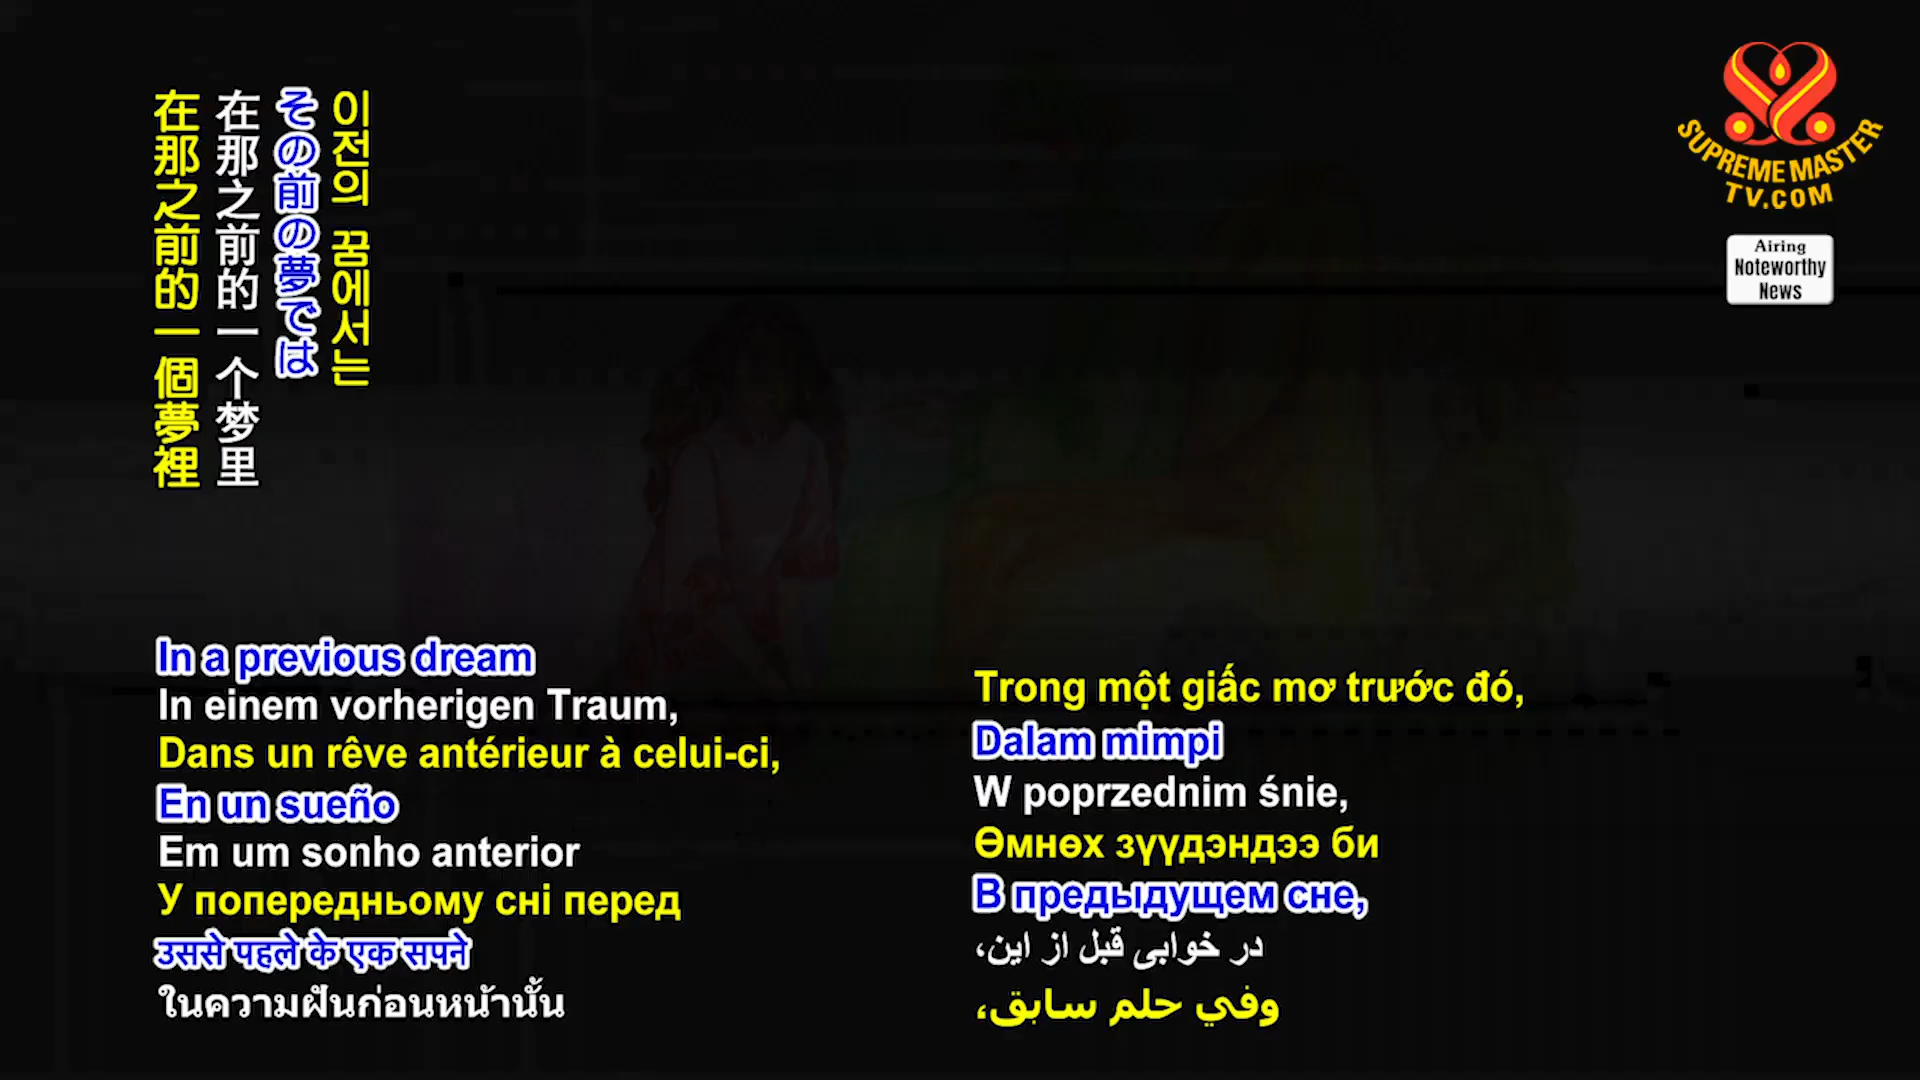 이전의 꿈에서는
その前の夢では
在那之前的一个梦里
在那之前的一個夢裡
SUPREME MASTER
TV.COM
Airing
Noteworthy
News
In a previous dream
In einem vorherigen Traum,
Dans un rêve antérieur à celui-ci,
En un sueño
Em um sonho anterior
У попередньому сні перед
उससे पहले के एक सपने
ในความฝันก่อนหน้านั้น
Trong một giấc mơ trước đó,
Dalam mimpi
W poprzednim śnie,
Өмнөх зүүдэндээ би
В предыдущем сне,
در خوابی قبل از این،
وفي حلم سابق،